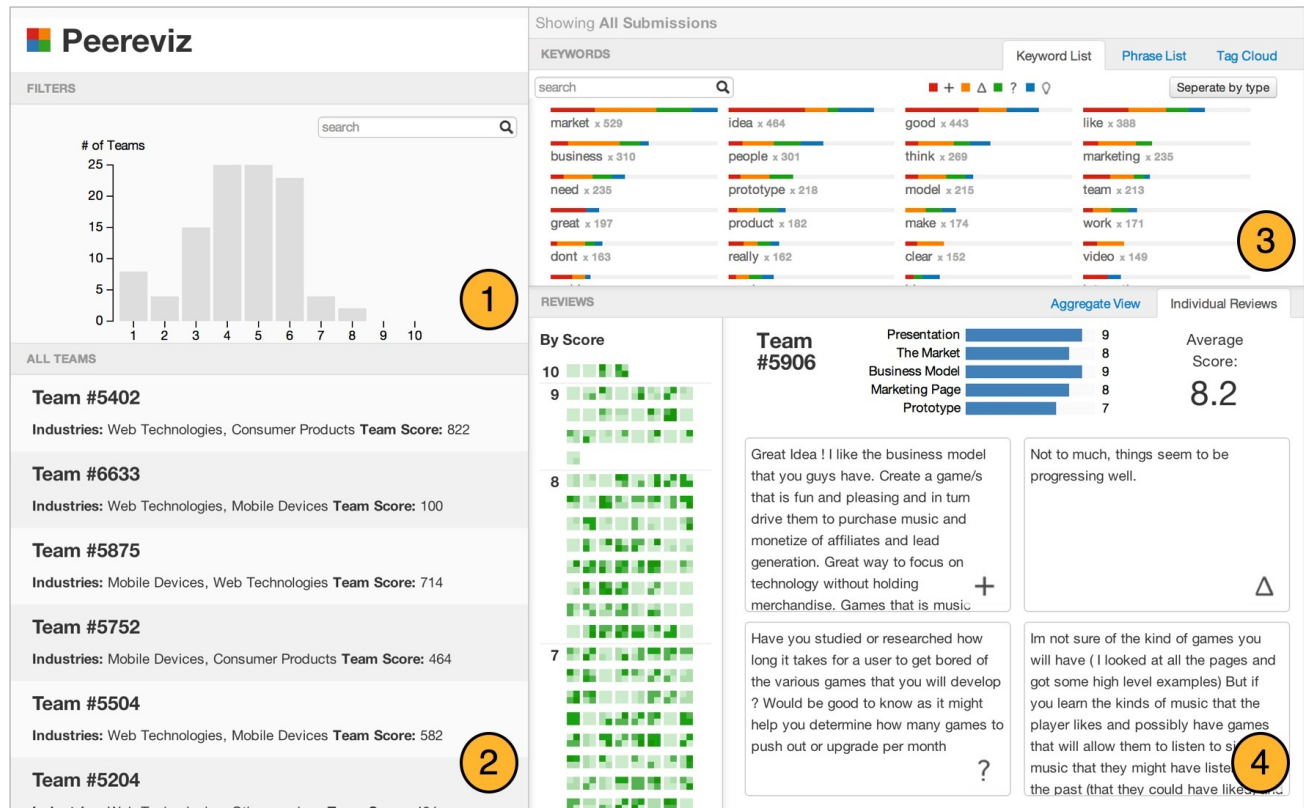 Peereviz
FILTERS
search
# of Teams
25
20
15
10
5
0
1 2 3 4 5 6 7 8 9 10
1
ALL TEAMS
Team #5402
Industries: Web Technologies, Consumer Products Team Score: 822
Team #6633
Industries: Web Technologies, Mobile Devices Team Score: 100
Team #5875
Industries: Mobile Devices, Web Technologies Team Score: 714
Team #5752
Industries: Mobile Devices, Consumer Products Team Score: 464
Team #5504
Industries: Web Technologies, Mobile Devices Team Score: 582
Team #5204
2
Showing All Submissions
KEYWORDS
Keyword List Phrase List Tag Cloud
search
+ Δ ?
Seperate by type
market x 529 idea x 464 good x 443 like x 388
business x 310 people x 301 think x 269 marketing x 235
need x 235 prototype x 218 model x 215 team x 213
great x 197 product x 182 make x 174 work x 171
dont x 163 really x 162 clear x 152 video x 149
3
REVIEWS
Aggregate View Individual Reviews
By Score
10
9
8
7
Team
#5906
Presentation 9
The Market 8
Business Model 9
Marketing Page 8
Prototype 7
Average
Score:
8.2
Great Idea ! I like the business model
that you guys have. Create a game/s
that is fun and pleasing and in turn
drive them to purchase music and
monetize of affiliates and lead
generation. Great way to focus on
technology without holding
merchandise. Games that is music
+
Not to much, things seem to be
progressing well.
Δ
Have you studied or researched how
long it takes for a user to get bored of
the various games that you will develop
? Would be good to know as it might
help you determine how many games to
push out or upgrade per month
?
Im not sure of the kind of games you
will have ( I looked at all the pages and
got some high level examples) But if
you learn the kinds of music that the
player likes and possibly have games
that will allow them to listen to
music that they might have
the past (that they could have liked,
4